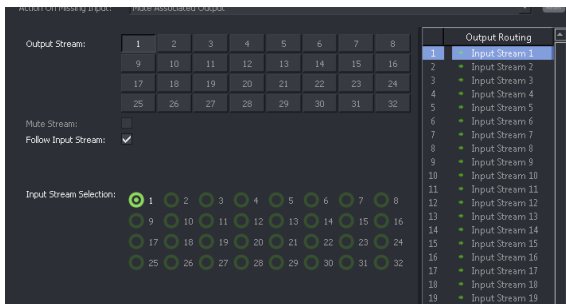 Action On Missing Input: Mute Associated Output
Output Stream:
1 2 3 4 5 6 7 8
9 10 11 12 13 14 15 16
17 18 19 20 21 22 23 24
25 26 27 28 29 30 31 32
Mute Stream:
Follow Input Stream:
Input Stream Selection:
1 2 3 4 5 6 7 8
9 10 11 12 13 14 15 16
17 18 19 20 21 22 23 24
25 26 27 28 29 30 31 32
Output Routing
1 Input Stream 1
2 Input Stream 2
3 Input Stream 3
4 Input Stream 4
5 Input Stream 5
6 Input Stream 6
7 Input Stream 7
8 Input Stream 8
9 Input Stream 9
10 Input Stream 10
11 Input Stream 11
12 Input Stream 12
13 Input Stream 13
14 Input Stream 14
15 Input Stream 15
16 Input Stream 16
17 Input Stream 17
18 Input Stream 18
19 Input Stream 19